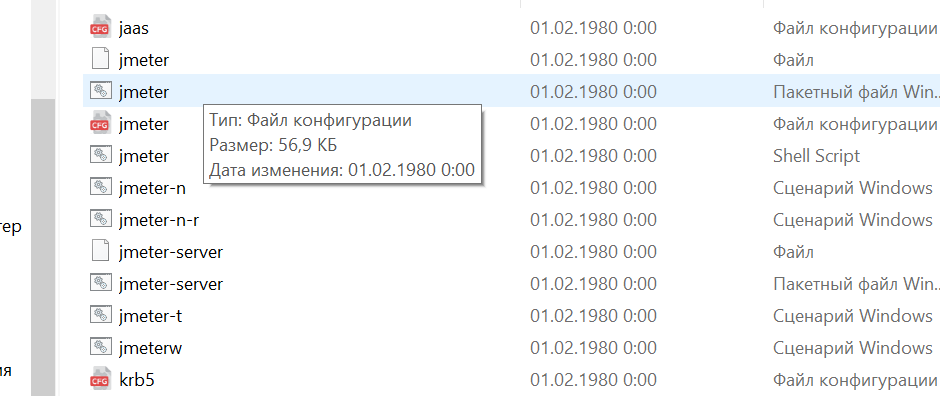 jaas 01.02.1980 0:00 Файл конфигурации
jmeter 01.02.1980 0:00 Файл
jmeter 01.02.1980 0:00 Пакетный файл Win...
jmeter 01.02.1980 0:00 Файл конфигурации
Тип: Файл конфигурации
Размер: 56,9 КБ
Дата изменения: 01.02.1980 0:00
jmeter 01.02.1980 0:00 Shell Script
jmeter-n 01.02.1980 0:00 Сценарий Windows
jmeter-n-r 01.02.1980 0:00 Сценарий Windows
тер
jmeter-server 01.02.1980 0:00 Файл
jmeter-server 01.02.1980 0:00 Пакетный файл Win...
jmeter-t 01.02.1980 0:00 Сценарий Windows
jmeterw 01.02.1980 0:00 Сценарий Windows
ия
krb5 01.02.1980 0:00 Файл конфигурации